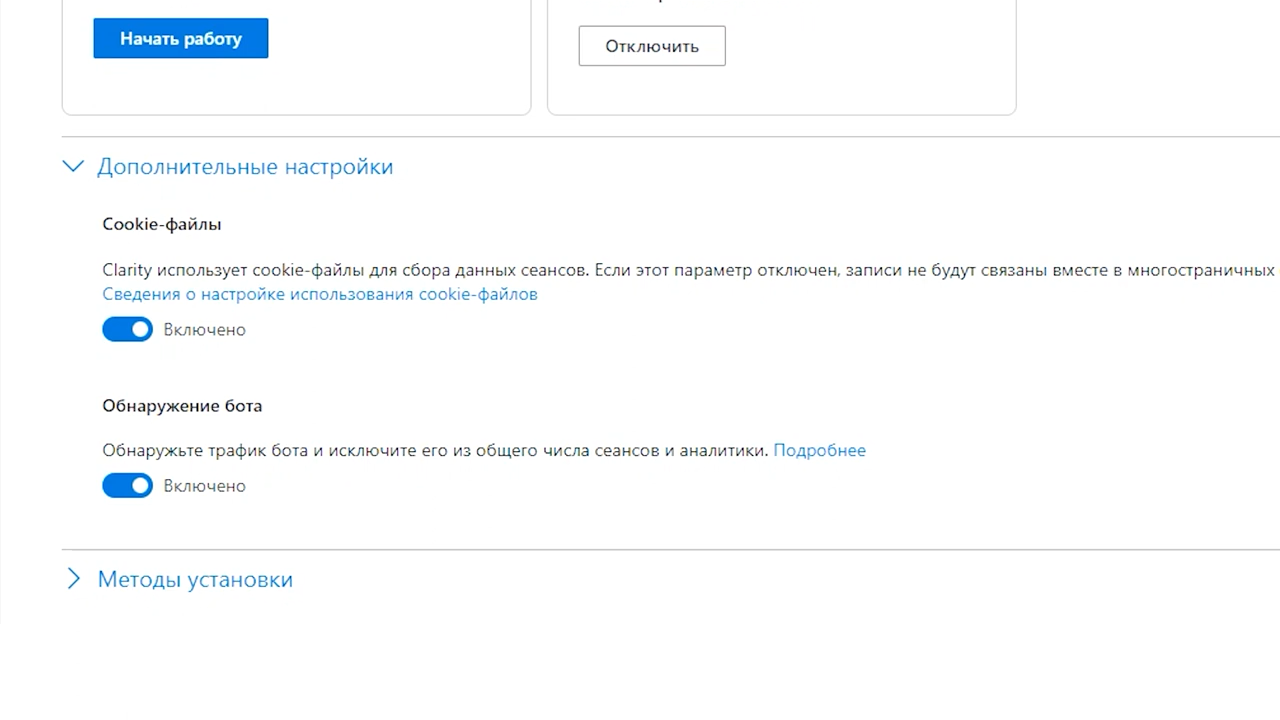 Начать работу
Отключить
Дополнительные настройки
Cookie-файлы
Clarity использует cookie-файлы для сбора данных сеансов. Если этот параметр отключен, записи не будут связаны вместе в многостраничных
Сведения о настройке использования cookie-файлов
Включено
Обнаружение бота
Обнаружьте трафик бота и исключите его из общего числа сеансов и аналитики. Подробнее
Включено
Методы установки